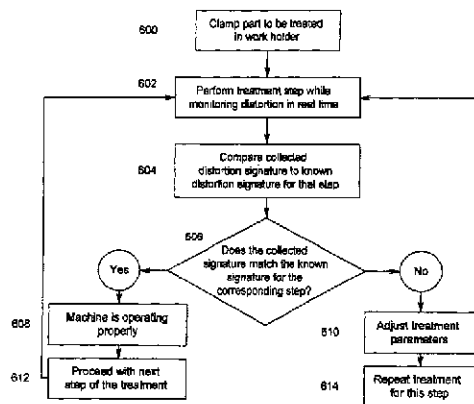 600
Clamp part to be treated
in work holder
602
Perform treatment step while
monitoring distortion in real time
604
Compare collected
distortion signature to known
distortion signature for that step
606
Does the collected
signature match the known
signature for the
corresponding step?
Yes
No
608
Machine is operating
properly
610
Adjust treatment
parameters
612
Proceed with next
step of the treatment
614
Repeat treatment
for this step